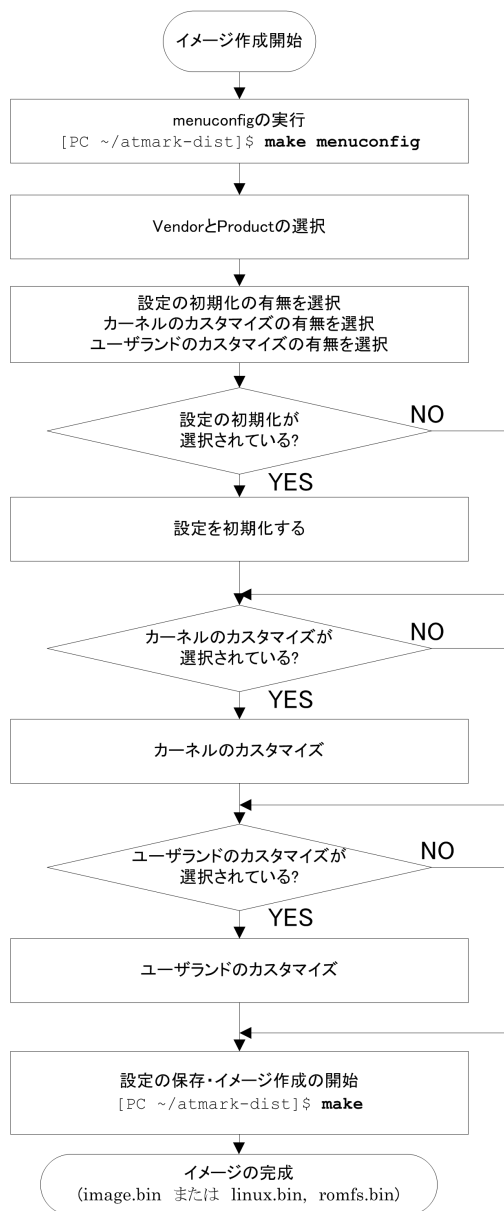 イメージ作成開始
menuconfigの実行
[PC ~/atmark-dist]$ make menuconfig
VendorとProductの選択
設定の初期化の有無を選択
カーネルのカスタマイズの有無を選択
ユーザランドのカスタマイズの有無を選択
設定の初期化が
選択されている?
NO
YES
設定を初期化する
カーネルのカスタマイズが
選択されている?
NO
YES
カーネルのカスタマイズ
ユーザランドのカスタマイズが
選択されている?
NO
YES
ユーザランドのカスタマイズ
設定の保存・イメージ作成の開始
[PC ~/atmark-dist]$ make
イメージの完成
(image.bin または linux.bin, romfs.bin)